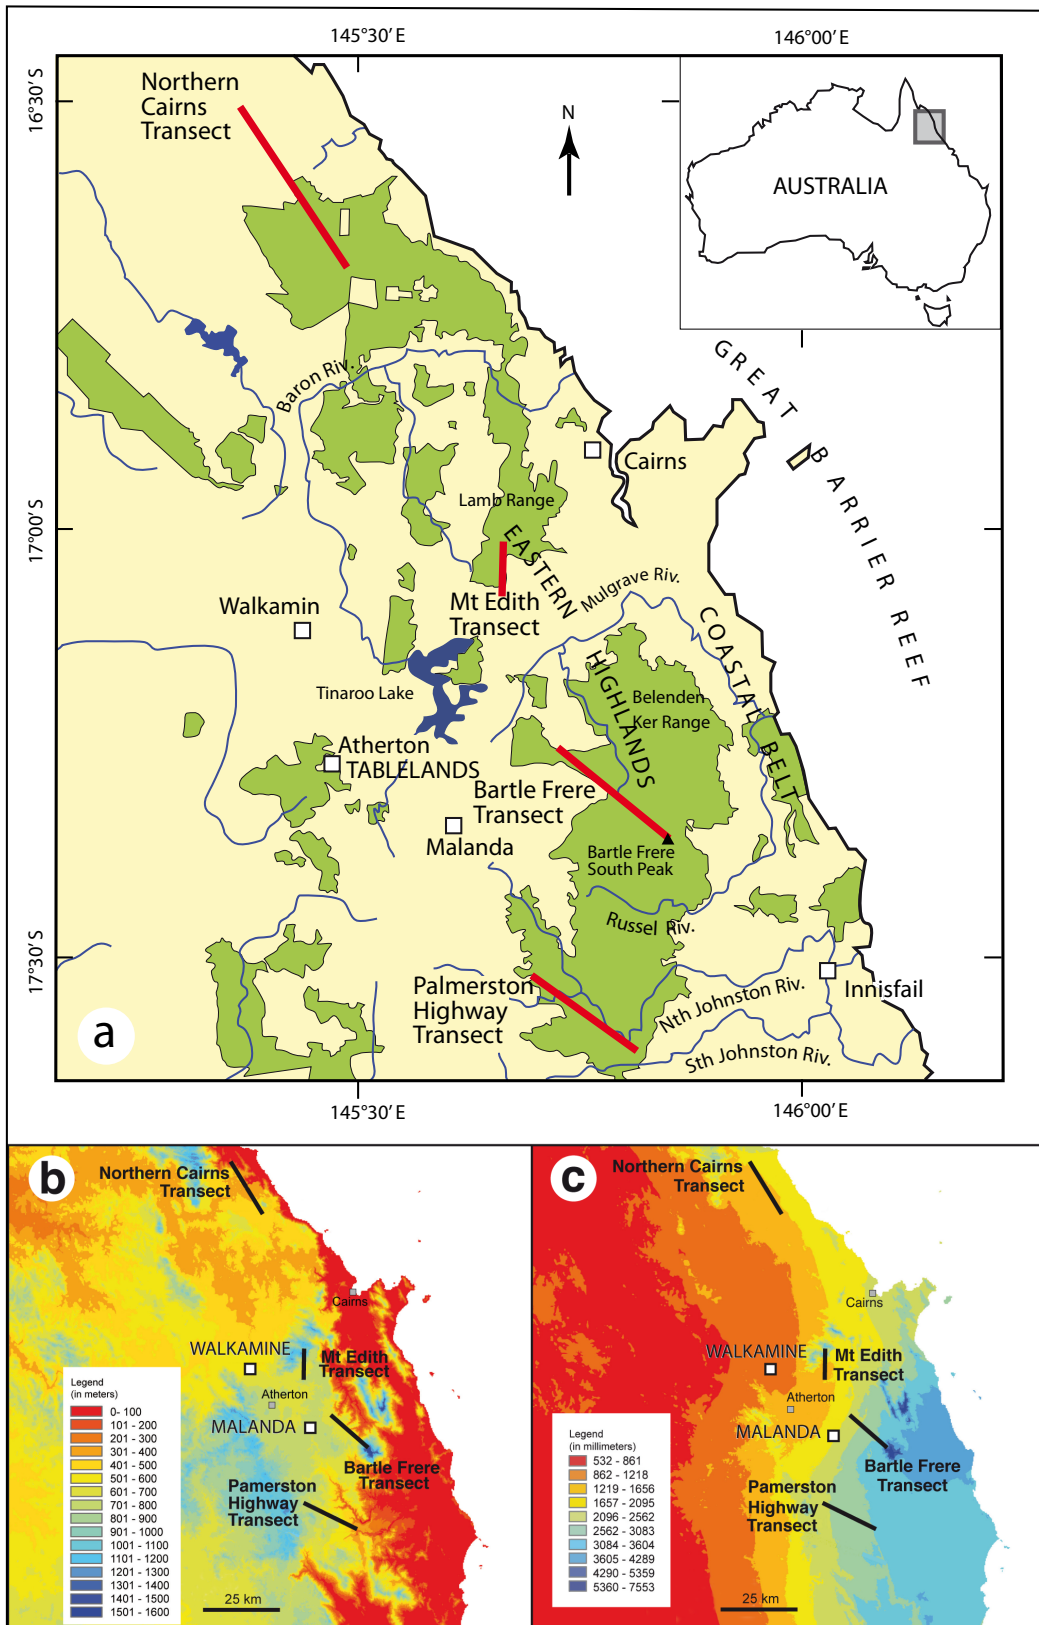 145°30′ E
146°00′ E
16°30′ S
17°00′ S
17°30′ S
Northern
Cairns
Transect
N
AUSTRALIA
GREAT BARRIER REEF
Baron Riv.
Cairns
Lamb Range
EASTERN
HIGHLANDS
Mulgrave Riv.
COASTAL BELT
Walkamin
Mt Edith
Transect
Tinaroo Lake
Belenden
Ker Range
Atherton
TABLELANDS
Bartle Frere
Transect
Malanda
Bartle Frere
South Peak
Russel Riv.
Palmerston
Highway
Transect
Nth Johnston Riv.
Innisfail
Sth Johnston Riv.
a
145°30′ E
146°00′ E
b
Northern Cairns
Transect
Cairns
WALKAMINE
Mt Edith
Transect
Atherton
MALANDA
Bartle Frere
Transect
Pamerston
Highway
Transect
25 km
Legend
(in meters)
0- 100
101 - 200
201 - 300
301 - 400
401 - 500
501 - 600
601 - 700
701 - 800
801 - 900
901 - 1000
1001 - 1100
1101 - 1200
1201 - 1300
1301 - 1400
1401 - 1500
1501 - 1600
c
Northern Cairns
Transect
Cairns
WALKAMINE
Mt Edith
Transect
Atherton
MALANDA
Bartle Frere
Transect
Pamerston
Highway
Transect
25 km
Legend
(in millimeters)
532 - 861
862 - 1218
1219 - 1656
1657 - 2095
2096 - 2562
2562 - 3083
3084 - 3604
3605 - 4289
4290 - 5359
5360 - 7553